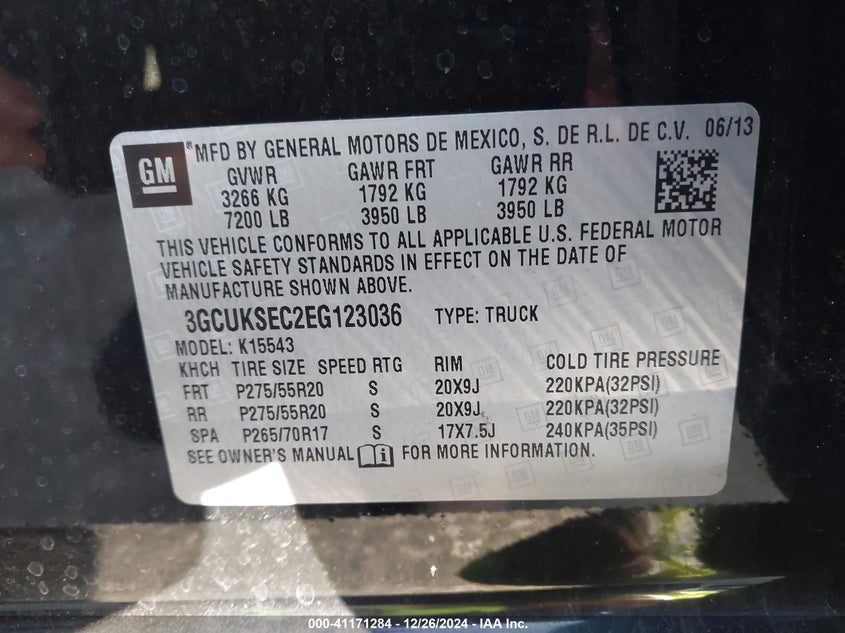 GM ® MFD BY GENERAL MOTORS DE MEXICO, S. DE R.L. DE C.V. 06/13
GVWR GAWR FRT GAWR RR
3266 KG 1792 KG 1792 KG
7200 LB 3950 LB 3950 LB
THIS VEHICLE CONFORMS TO ALL APPLICABLE U.S. FEDERAL MOTOR
VEHICLE SAFETY STANDARDS IN EFFECT ON THE DATE OF
MANUFACTURE SHOWN ABOVE.
3GCUKSEC2EG123036 TYPE: TRUCK
MODEL: K15543
KHCH TIRE SIZE SPEED RTG RIM COLD TIRE PRESSURE
FRT P275/55R20 S 20X9J 220KPA(32PSI)
RR P275/55R20 S 20X9J 220KPA(32PSI)
SPA P265/70R17 S 17X7.5J 240KPA(35PSI)
SEE OWNER'S MANUAL i FOR MORE INFORMATION.
000-41171284 - 12/26/2024 - IAA Inc.